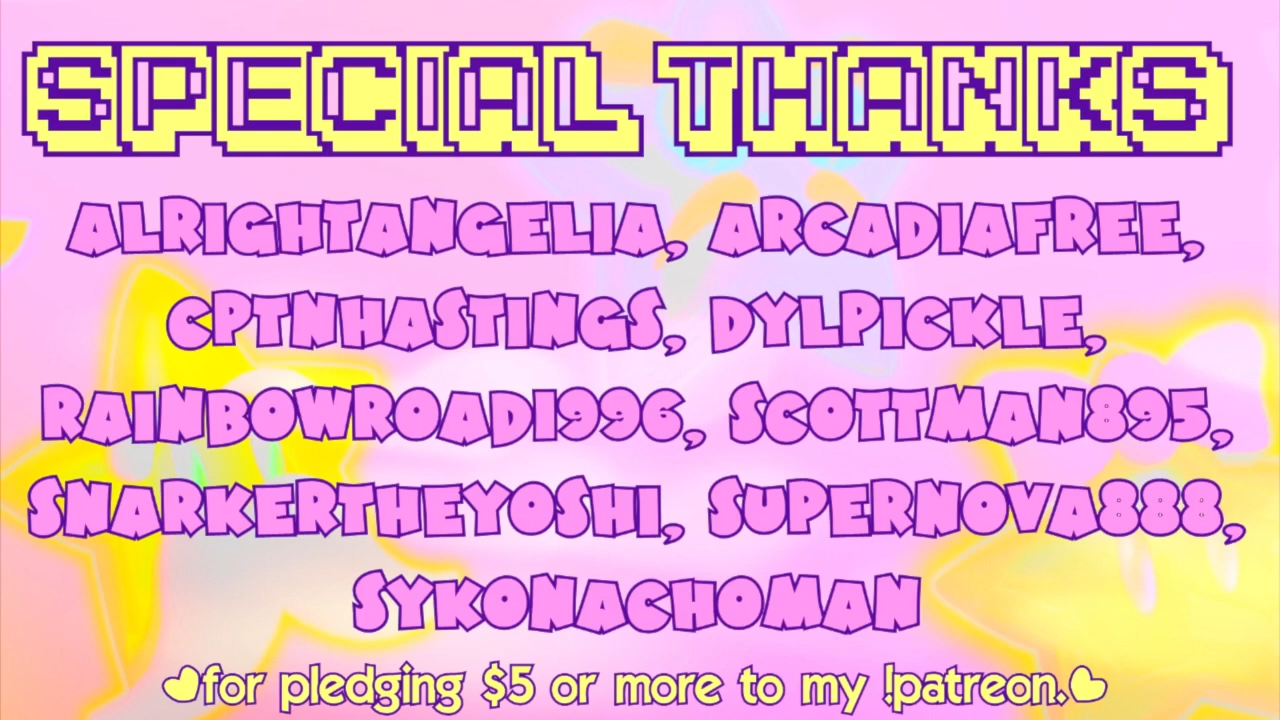 SPECIAL THANKS
ALRIGHTANGELIA, ARCADIAFREE,
CPTNHASTINGS, DYLPICKLE,
RAINBOWROAD1996, SCOTTMAN895,
SNARKERTHEYOSHI, SUPERNOVA888,
SYKONACHOMAN
for pledging $5 or more to my !patreon.